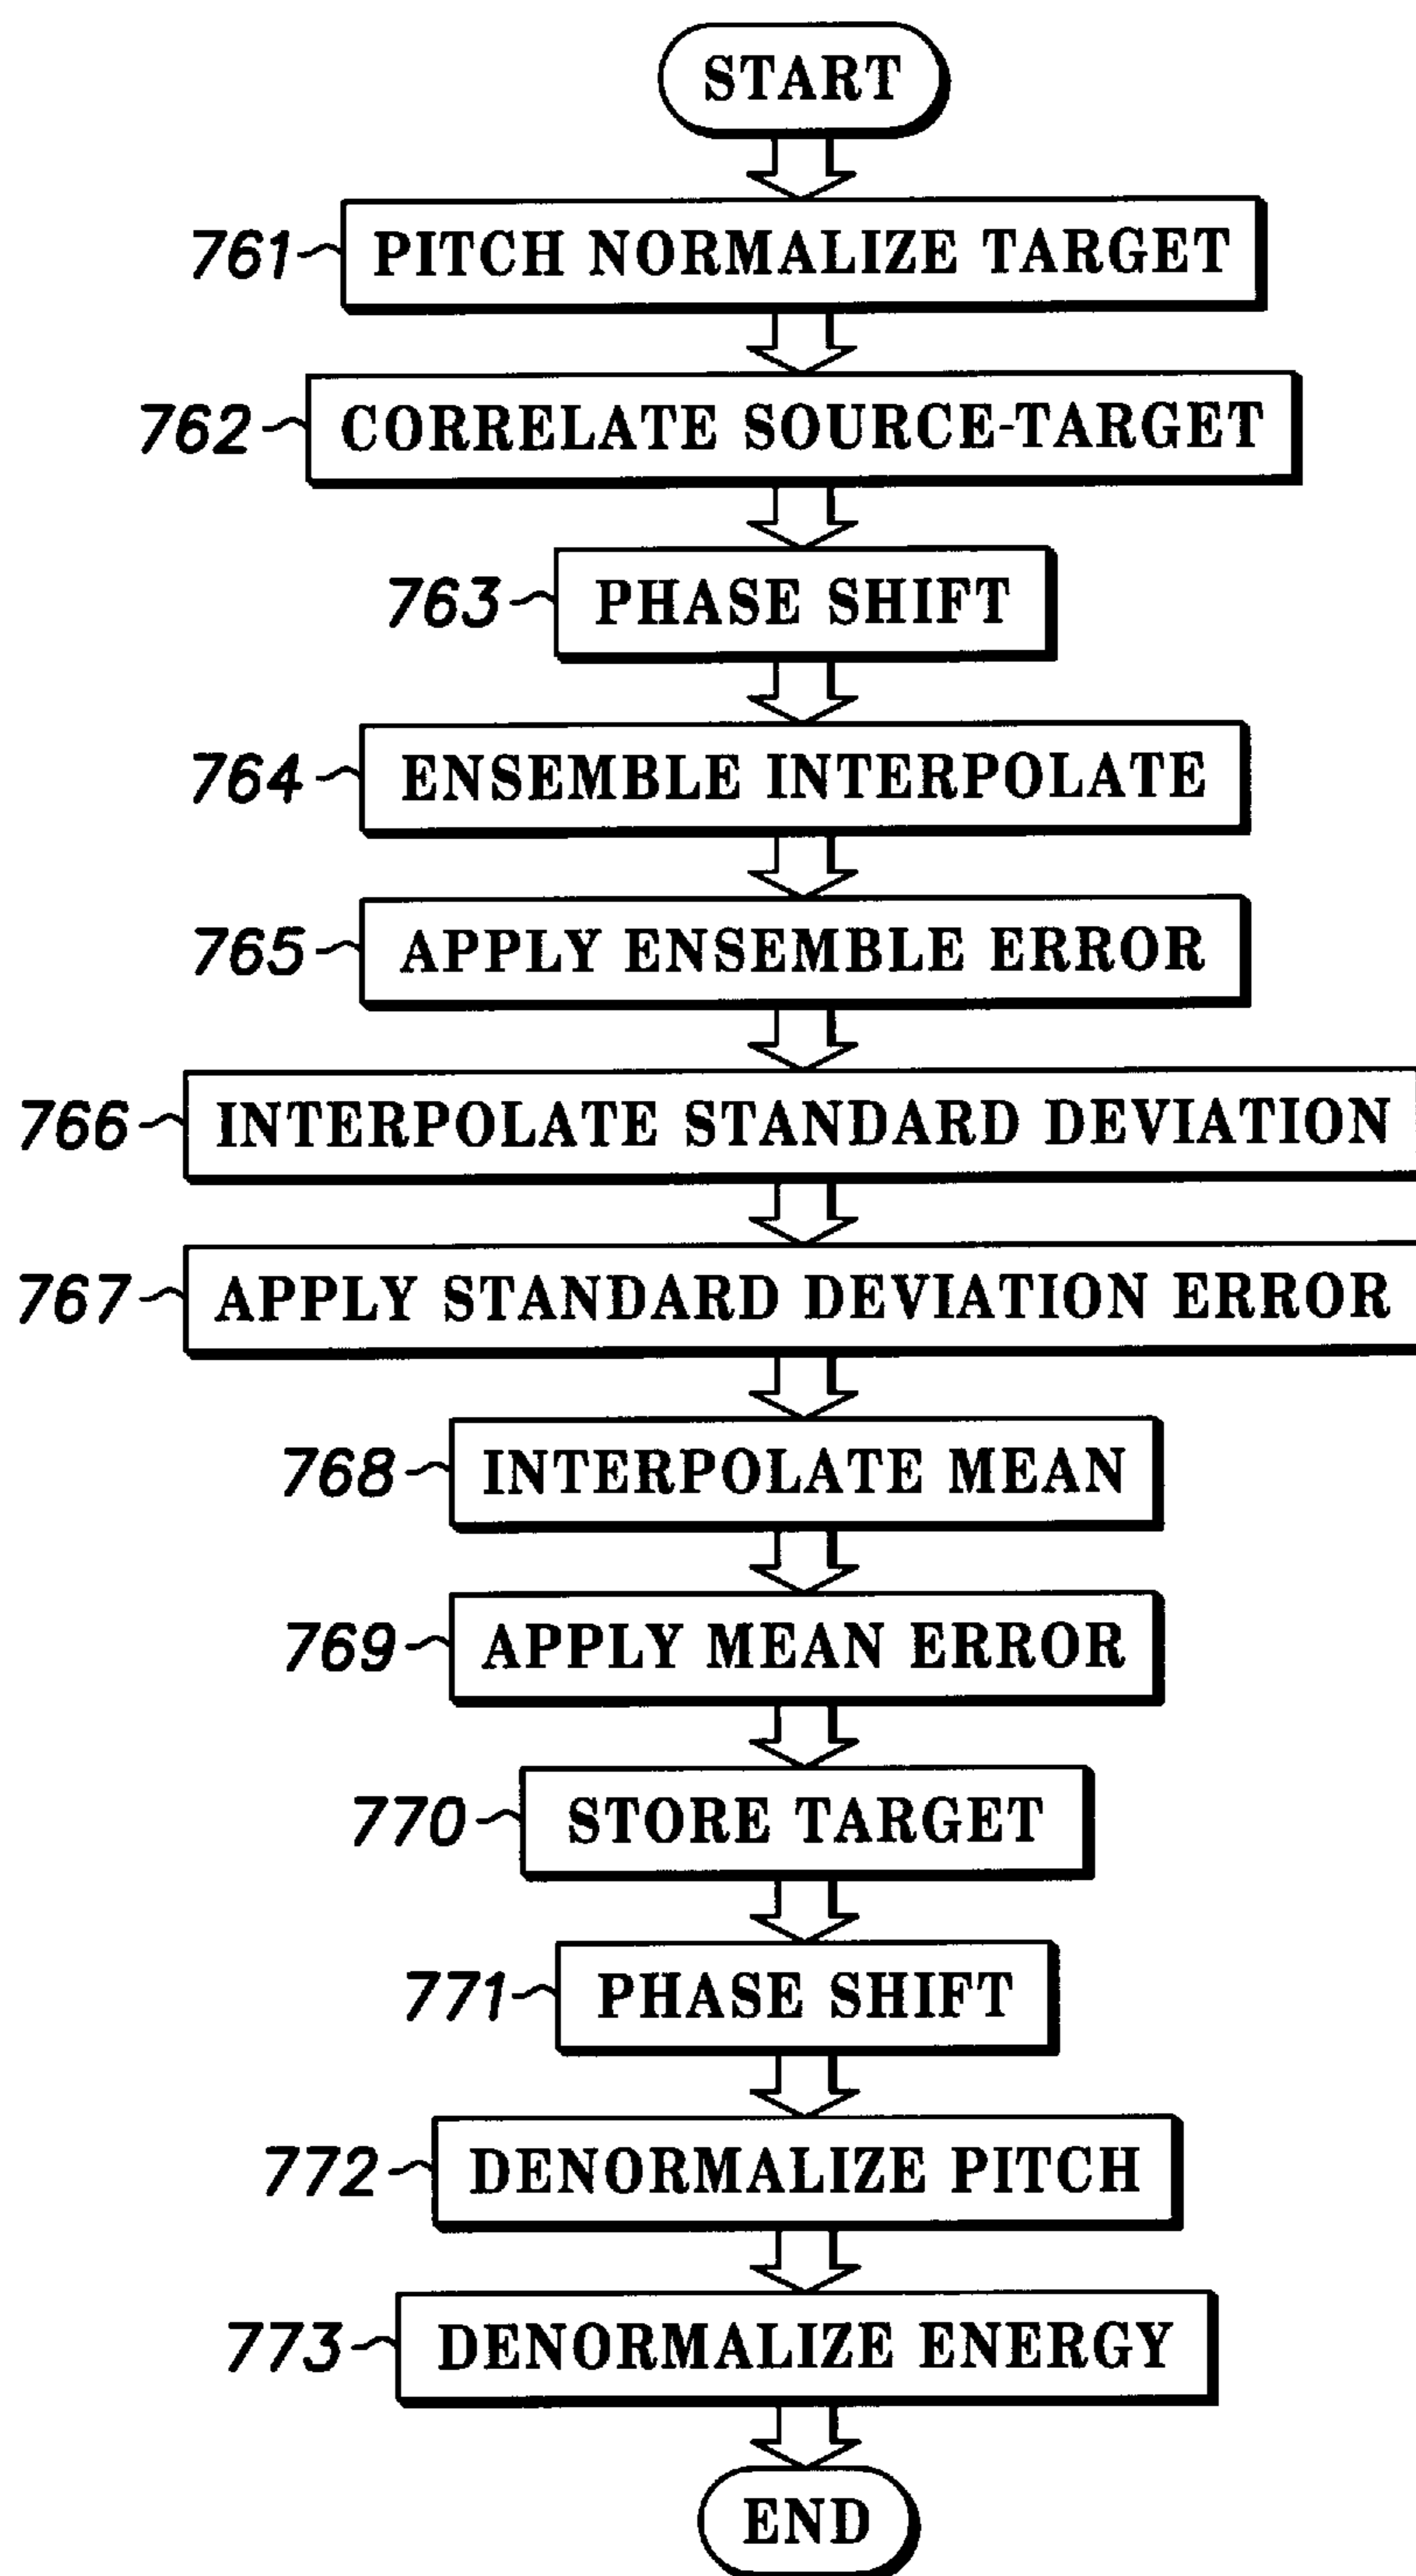 START
761 PITCH NORMALIZE TARGET
762 CORRELATE SOURCE-TARGET
763 PHASE SHIFT
764 ENSEMBLE INTERPOLATE
765 APPLY ENSEMBLE ERROR
766 INTERPOLATE STANDARD DEVIATION
767 APPLY STANDARD DEVIATION ERROR
768 INTERPOLATE MEAN
769 APPLY MEAN ERROR
770 STORE TARGET
771 PHASE SHIFT
772 DENORMALIZE PITCH
773 DENORMALIZE ENERGY
END